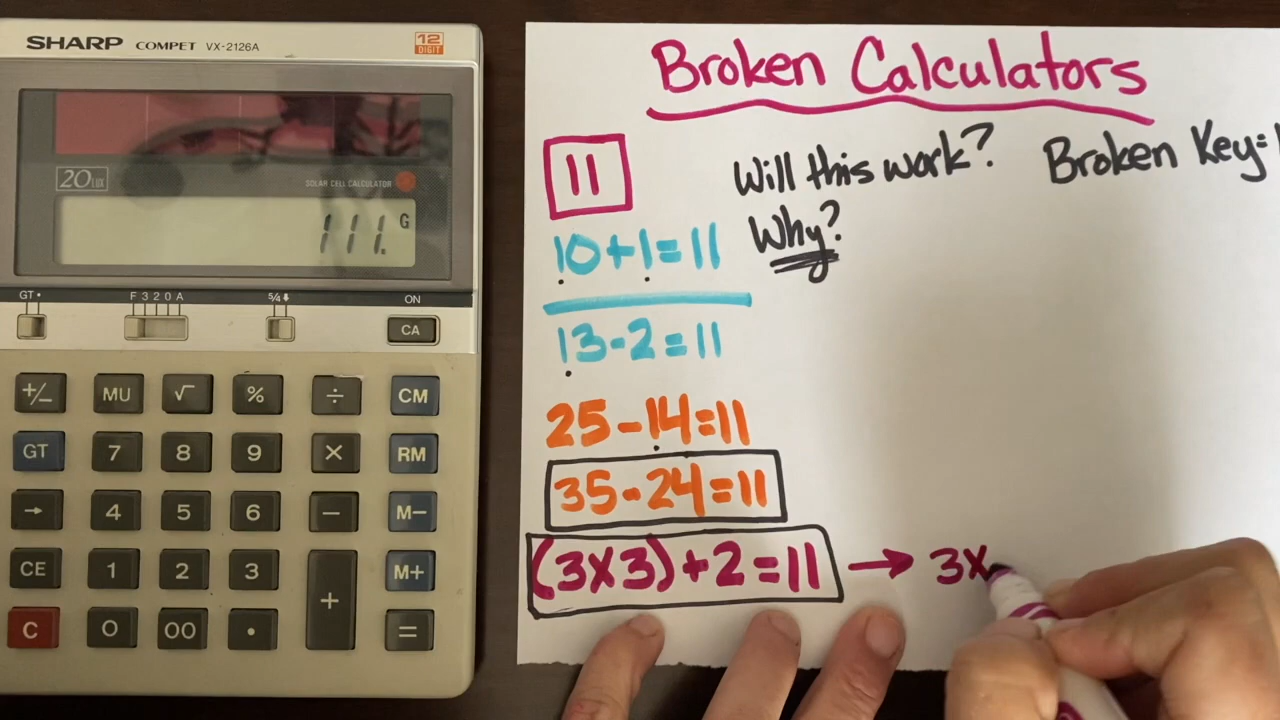 SHARP COMPET VX-2126A
12 DIGIT
20 LUX
SOLAR CELL CALCULATOR
111. G
GT •
F 3 2 0 A
5/4
ON
CA
+/− MU √ % ÷ CM
GT 7 8 9 X RM
→ 4 5 6 − M−
CE 1 2 3 + M+
C 0 00 • =
Broken Calculators
11
Will this work? Broken Key=
Why?
10+1=11
13-2=11
25-14=11
35-24=11
(3x3)+2=11 → 3x